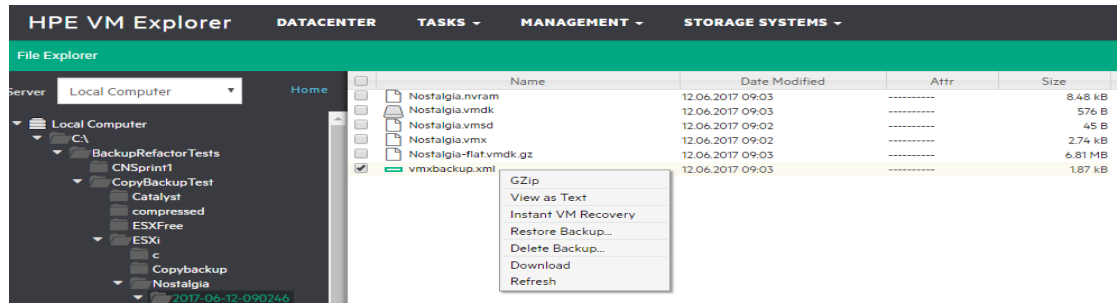 HPE VM Explorer DATACENTER TASKS MANAGEMENT STORAGE SYSTEMS
File Explorer
Server Local Computer Home
Name Date Modified Attr Size
Nostalgia.nvram 12.06.2017 09:03 ---------- 8.48 kB
Nostalgia.vmdk 12.06.2017 09:03 ---------- 576 B
Nostalgia.vmsd 12.06.2017 09:02 ---------- 45 B
Nostalgia.vmx 12.06.2017 09:02 ---------- 2.74 kB
Nostalgia-flat.vmdk.gz 12.06.2017 09:03 ---------- 6.81 MB
vmxbackup.xml 12.06.2017 09:03 ---------- 1.87 kB
Local Computer
C:\
BackupRefactorTests
CNSprint1
CopyBackupTest
Catalyst
compressed
ESXFree
ESXi
c
Copybackup
Nostalgia
2017-06-12-090246
GZip
View as Text
Instant VM Recovery
Restore Backup...
Delete Backup...
Download
Refresh